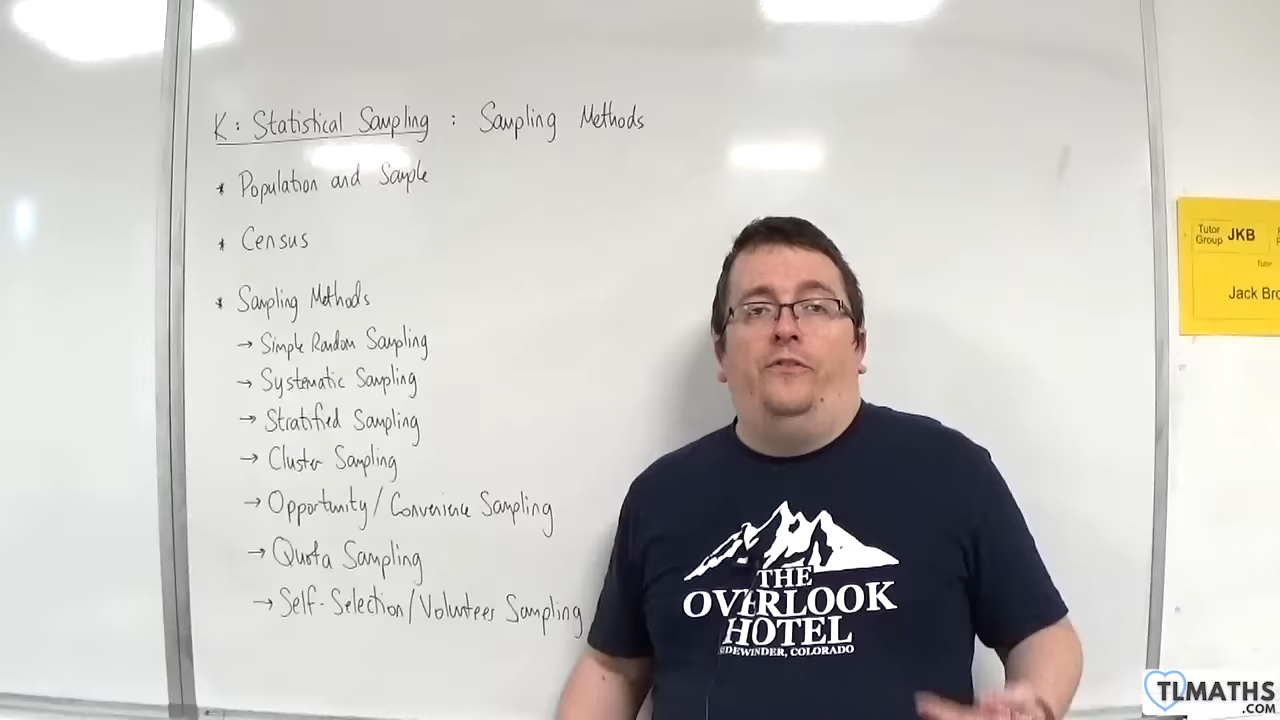 K: Statistical Sampling : Sampling Methods
* Population and Sample
* Census
* Sampling Methods
→ Simple Random Sampling
→ Systematic Sampling
→ Stratified Sampling
→ Cluster Sampling
→ Opportunity/Convenience Sampling
→ Quota Sampling
→ Self-Selection/Volunteer Sampling
THE
OVERLOOK
HOTEL
SIDEWINDER, COLORADO
Tutor
Group JKB
Tutor
Jack Bro
TLMATHS
.COM